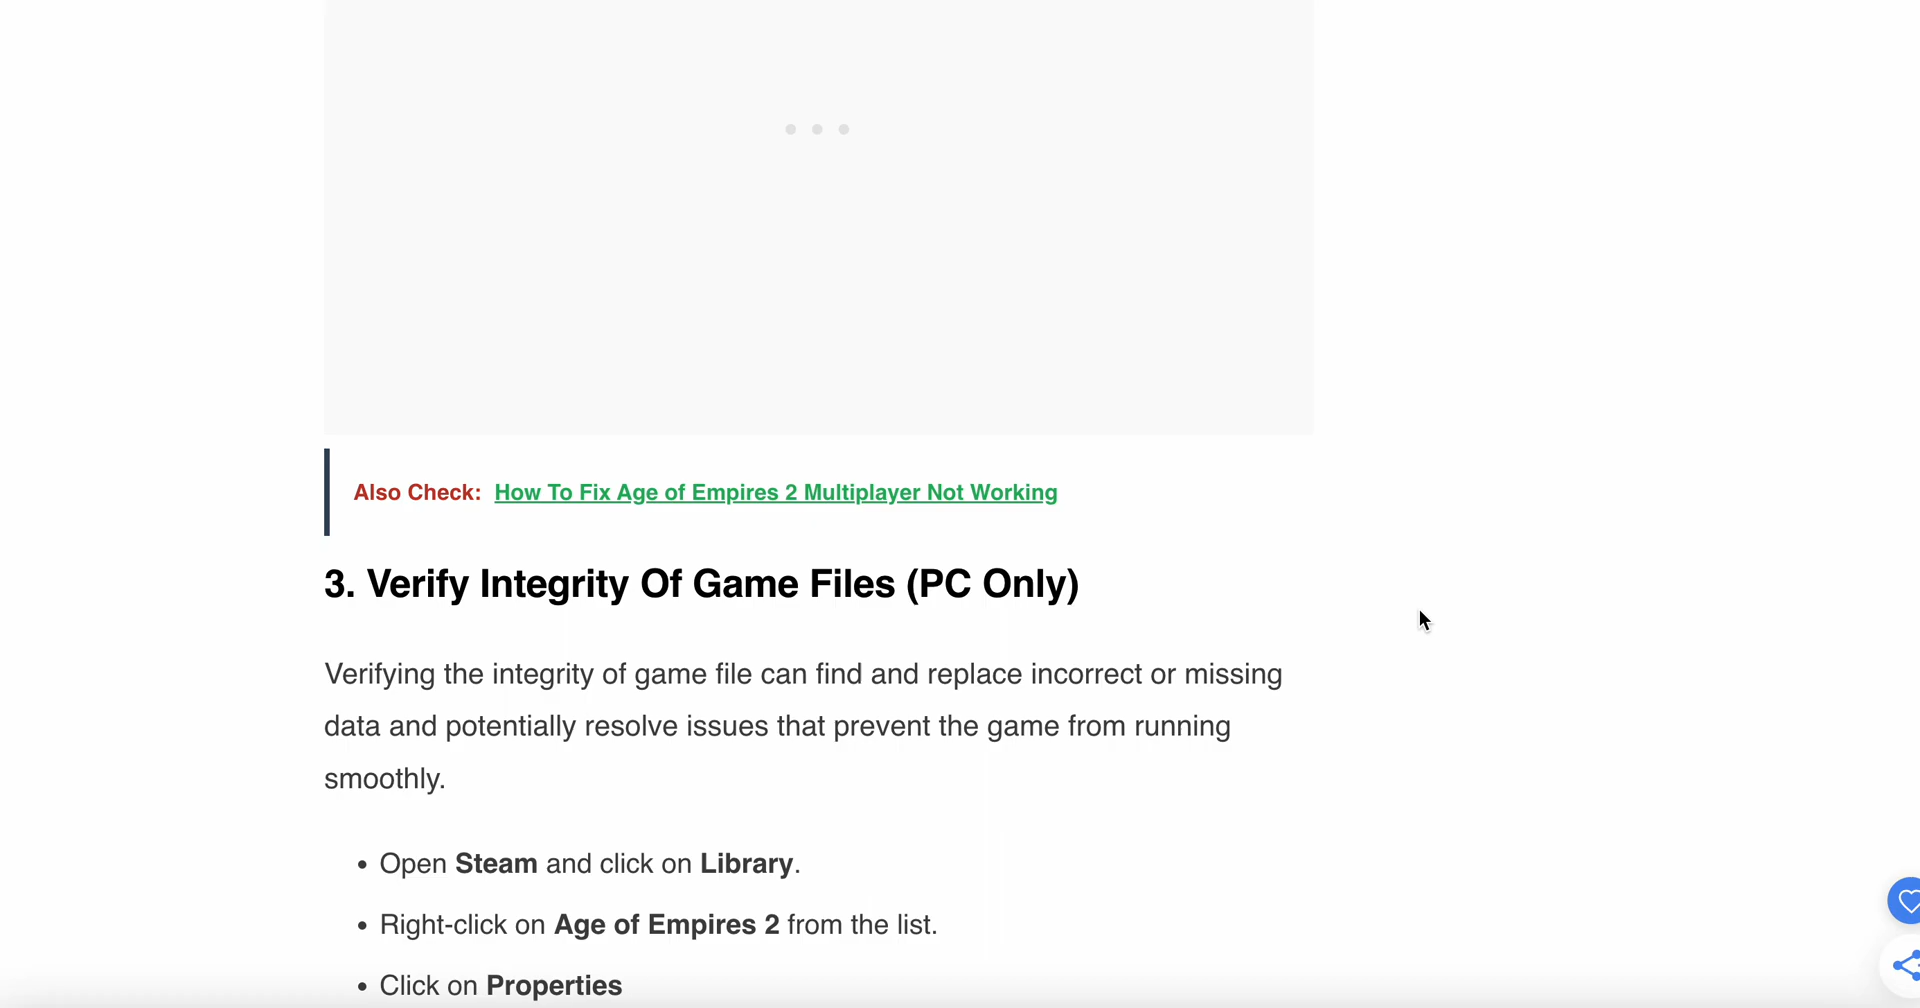 Also Check: How To Fix Age of Empires 2 Multiplayer Not Working
3. Verify Integrity Of Game Files (PC Only)
Verifying the integrity of game file can find and replace incorrect or missing
data and potentially resolve issues that prevent the game from running
smoothly.
• Open Steam and click on Library.
• Right-click on Age of Empires 2 from the list.
• Click on Properties